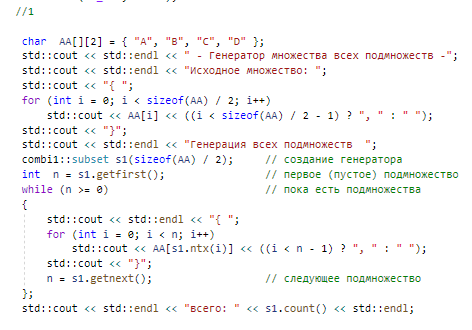 //1
char  AA[][2] = { "A", "B", "C", "D" };
std::cout << std::endl << " - Генератор множества всех подмножеств -";
std::cout << std::endl << "Исходное множество: ";
std::cout << "{ ";
for (int i = 0; i < sizeof(AA) / 2; i++)
    std::cout << AA[i] << ((i < sizeof(AA) / 2 - 1) ? ", " : " ");
std::cout << "}";
std::cout << std::endl << "Генерация всех подмножеств  ";
combi1::subset s1(sizeof(AA) / 2);     // создание генератора
int  n = s1.getfirst();                // первое (пустое) подмножество
while (n >= 0)                         // пока есть подмножества
{
    std::cout << std::endl << "{ ";
    for (int i = 0; i < n; i++)
        std::cout << AA[s1.ntx(i)] << ((i < n - 1) ? ", " : " ");
    std::cout << "}";
    n = s1.getnext();                  // следующее подмножество
};
std::cout << std::endl << "всего: " << s1.count() << std::endl;